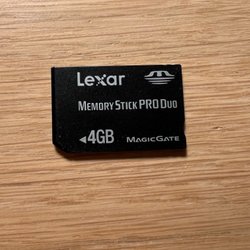 Lexar
MEMORY STICK PRO DUO
4GB
MAGICGATE